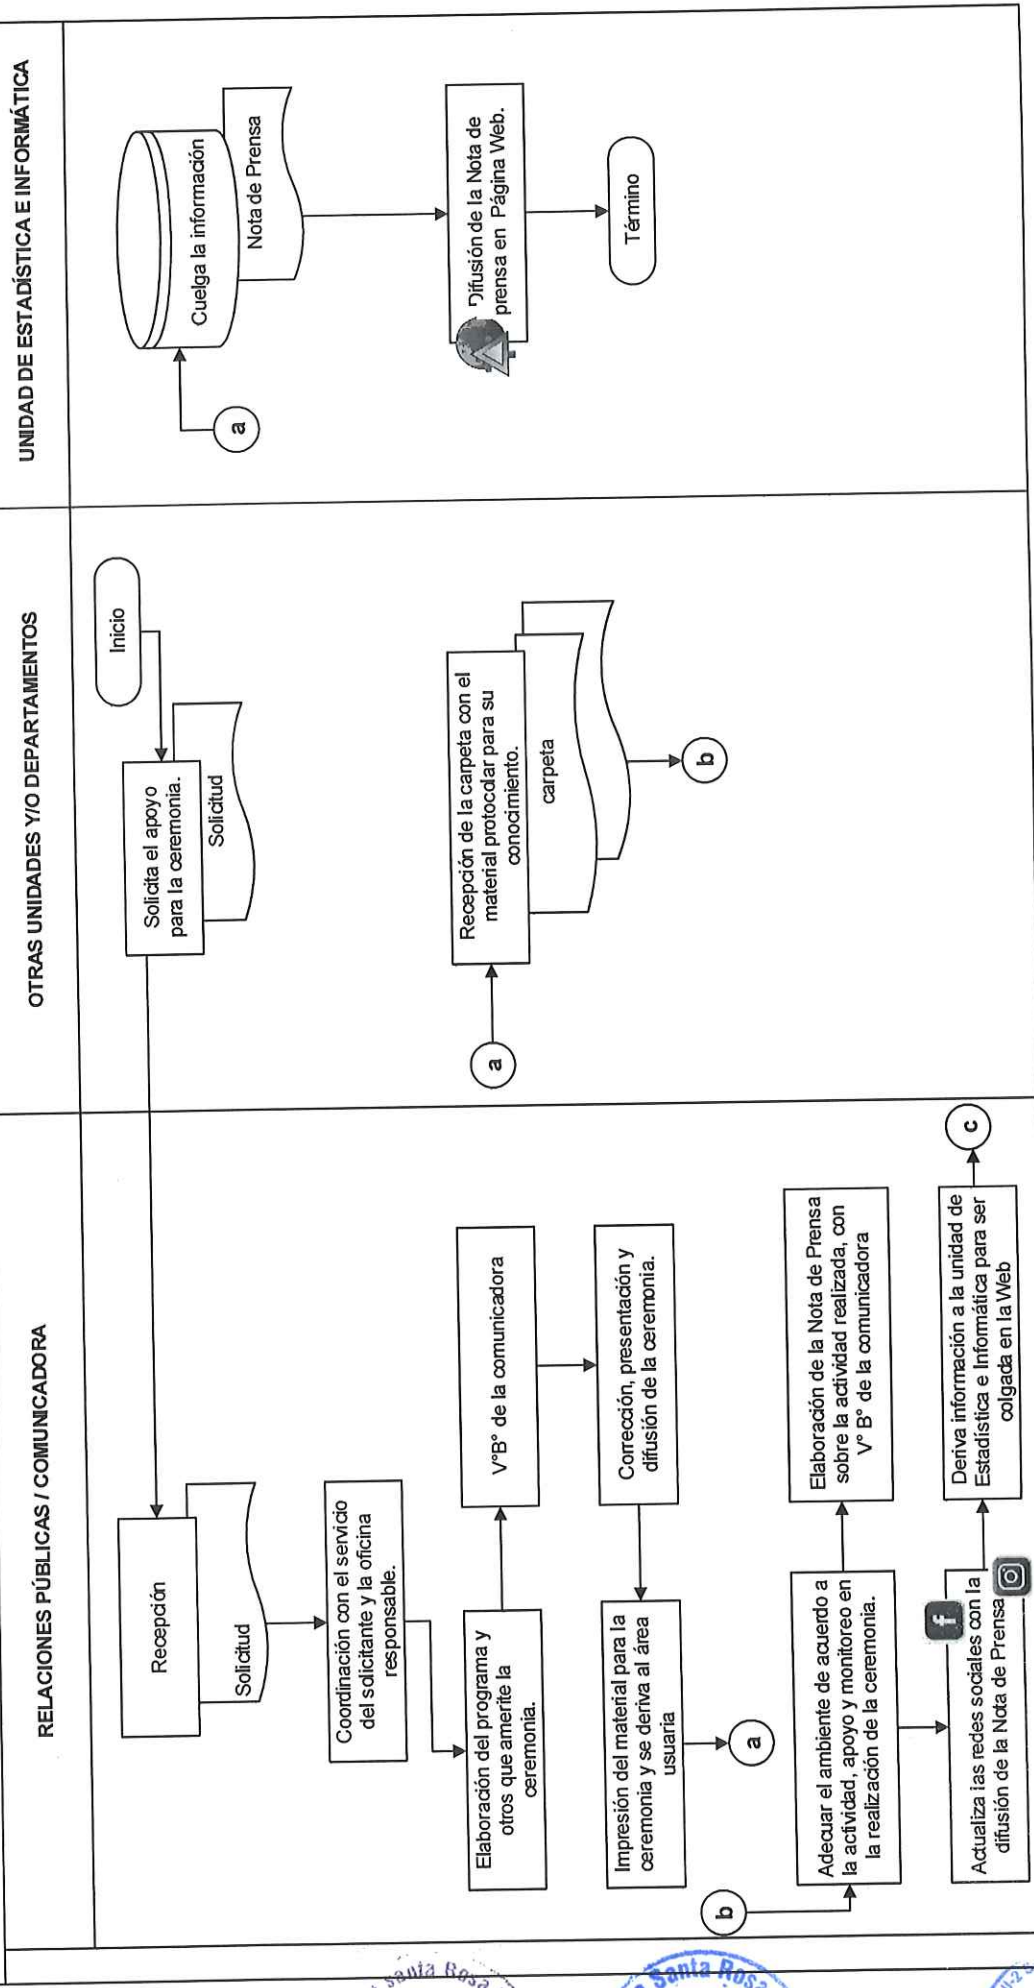 RELACIONES PÚBLICAS / COMUNICADORA
OTRAS UNIDADES Y/O DEPARTAMENTOS
UNIDAD DE ESTADÍSTICA E INFORMÁTICA
Recepción
Solicitud
Coordinación con el servicio
del solicitante y la oficina
responsable.
Elaboración del programa y
otros que amerite la
ceremonia.
V°B° de la comunicadora
Corrección, presentación y
difusión de la ceremonia.
Impresión del material para la
ceremonia y se deriva al área
usuaria
a
b
Adecuar el ambiente de acuerdo a
la actividad, apoyo y monitoreo en
la realización de la ceremonia.
Elaboración de la Nota de Prensa
sobre la actividad realizada, con
V° B° de la comunicadora
Actualiza las redes sociales con la
difusión de la Nota de Prensa
f
Deriva información a la unidad de
Estadística e Informática para ser
colgada en la Web
c
Inicio
Solicita el apoyo
para la ceremonia.
Solicitud
a
Recepción de la carpeta con el
material protocolar para su
conocimiento.
carpeta
b
a
Cuelga la información
Nota de Prensa
Difusión de la Nota de
prensa en Página Web.
Término
Santa Rosa
Santa Rosa